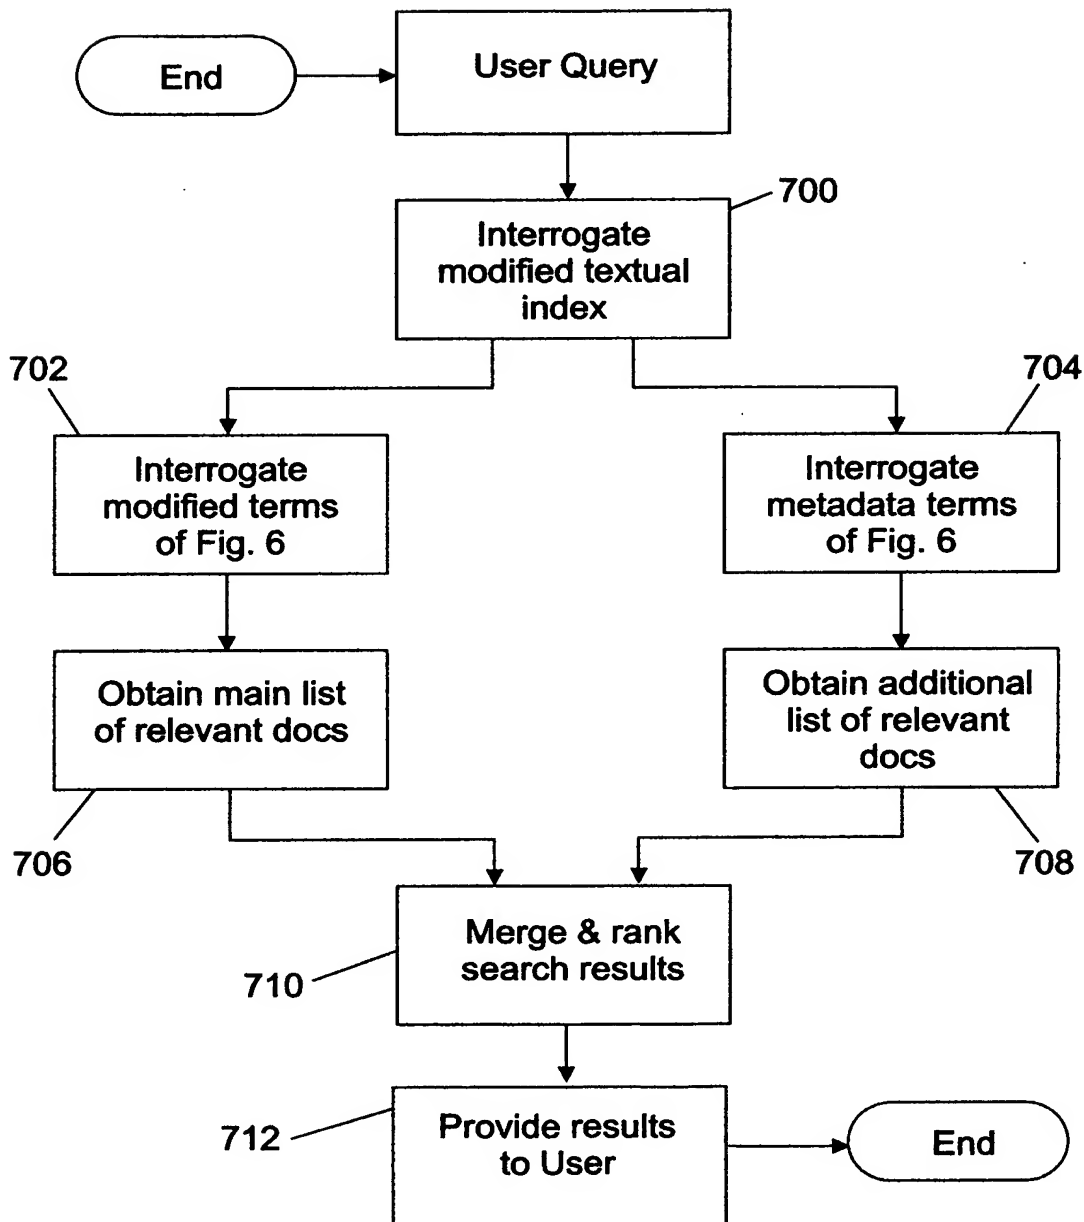 End
User Query
700
Interrogate
modified textual
index
702
704
Interrogate
modified terms
of Fig. 6
Interrogate
metadata terms
of Fig. 6
Obtain main list
of relevant docs
Obtain additional
list of relevant
docs
706
708
Merge & rank
search results
710
Provide results
to User
712
End